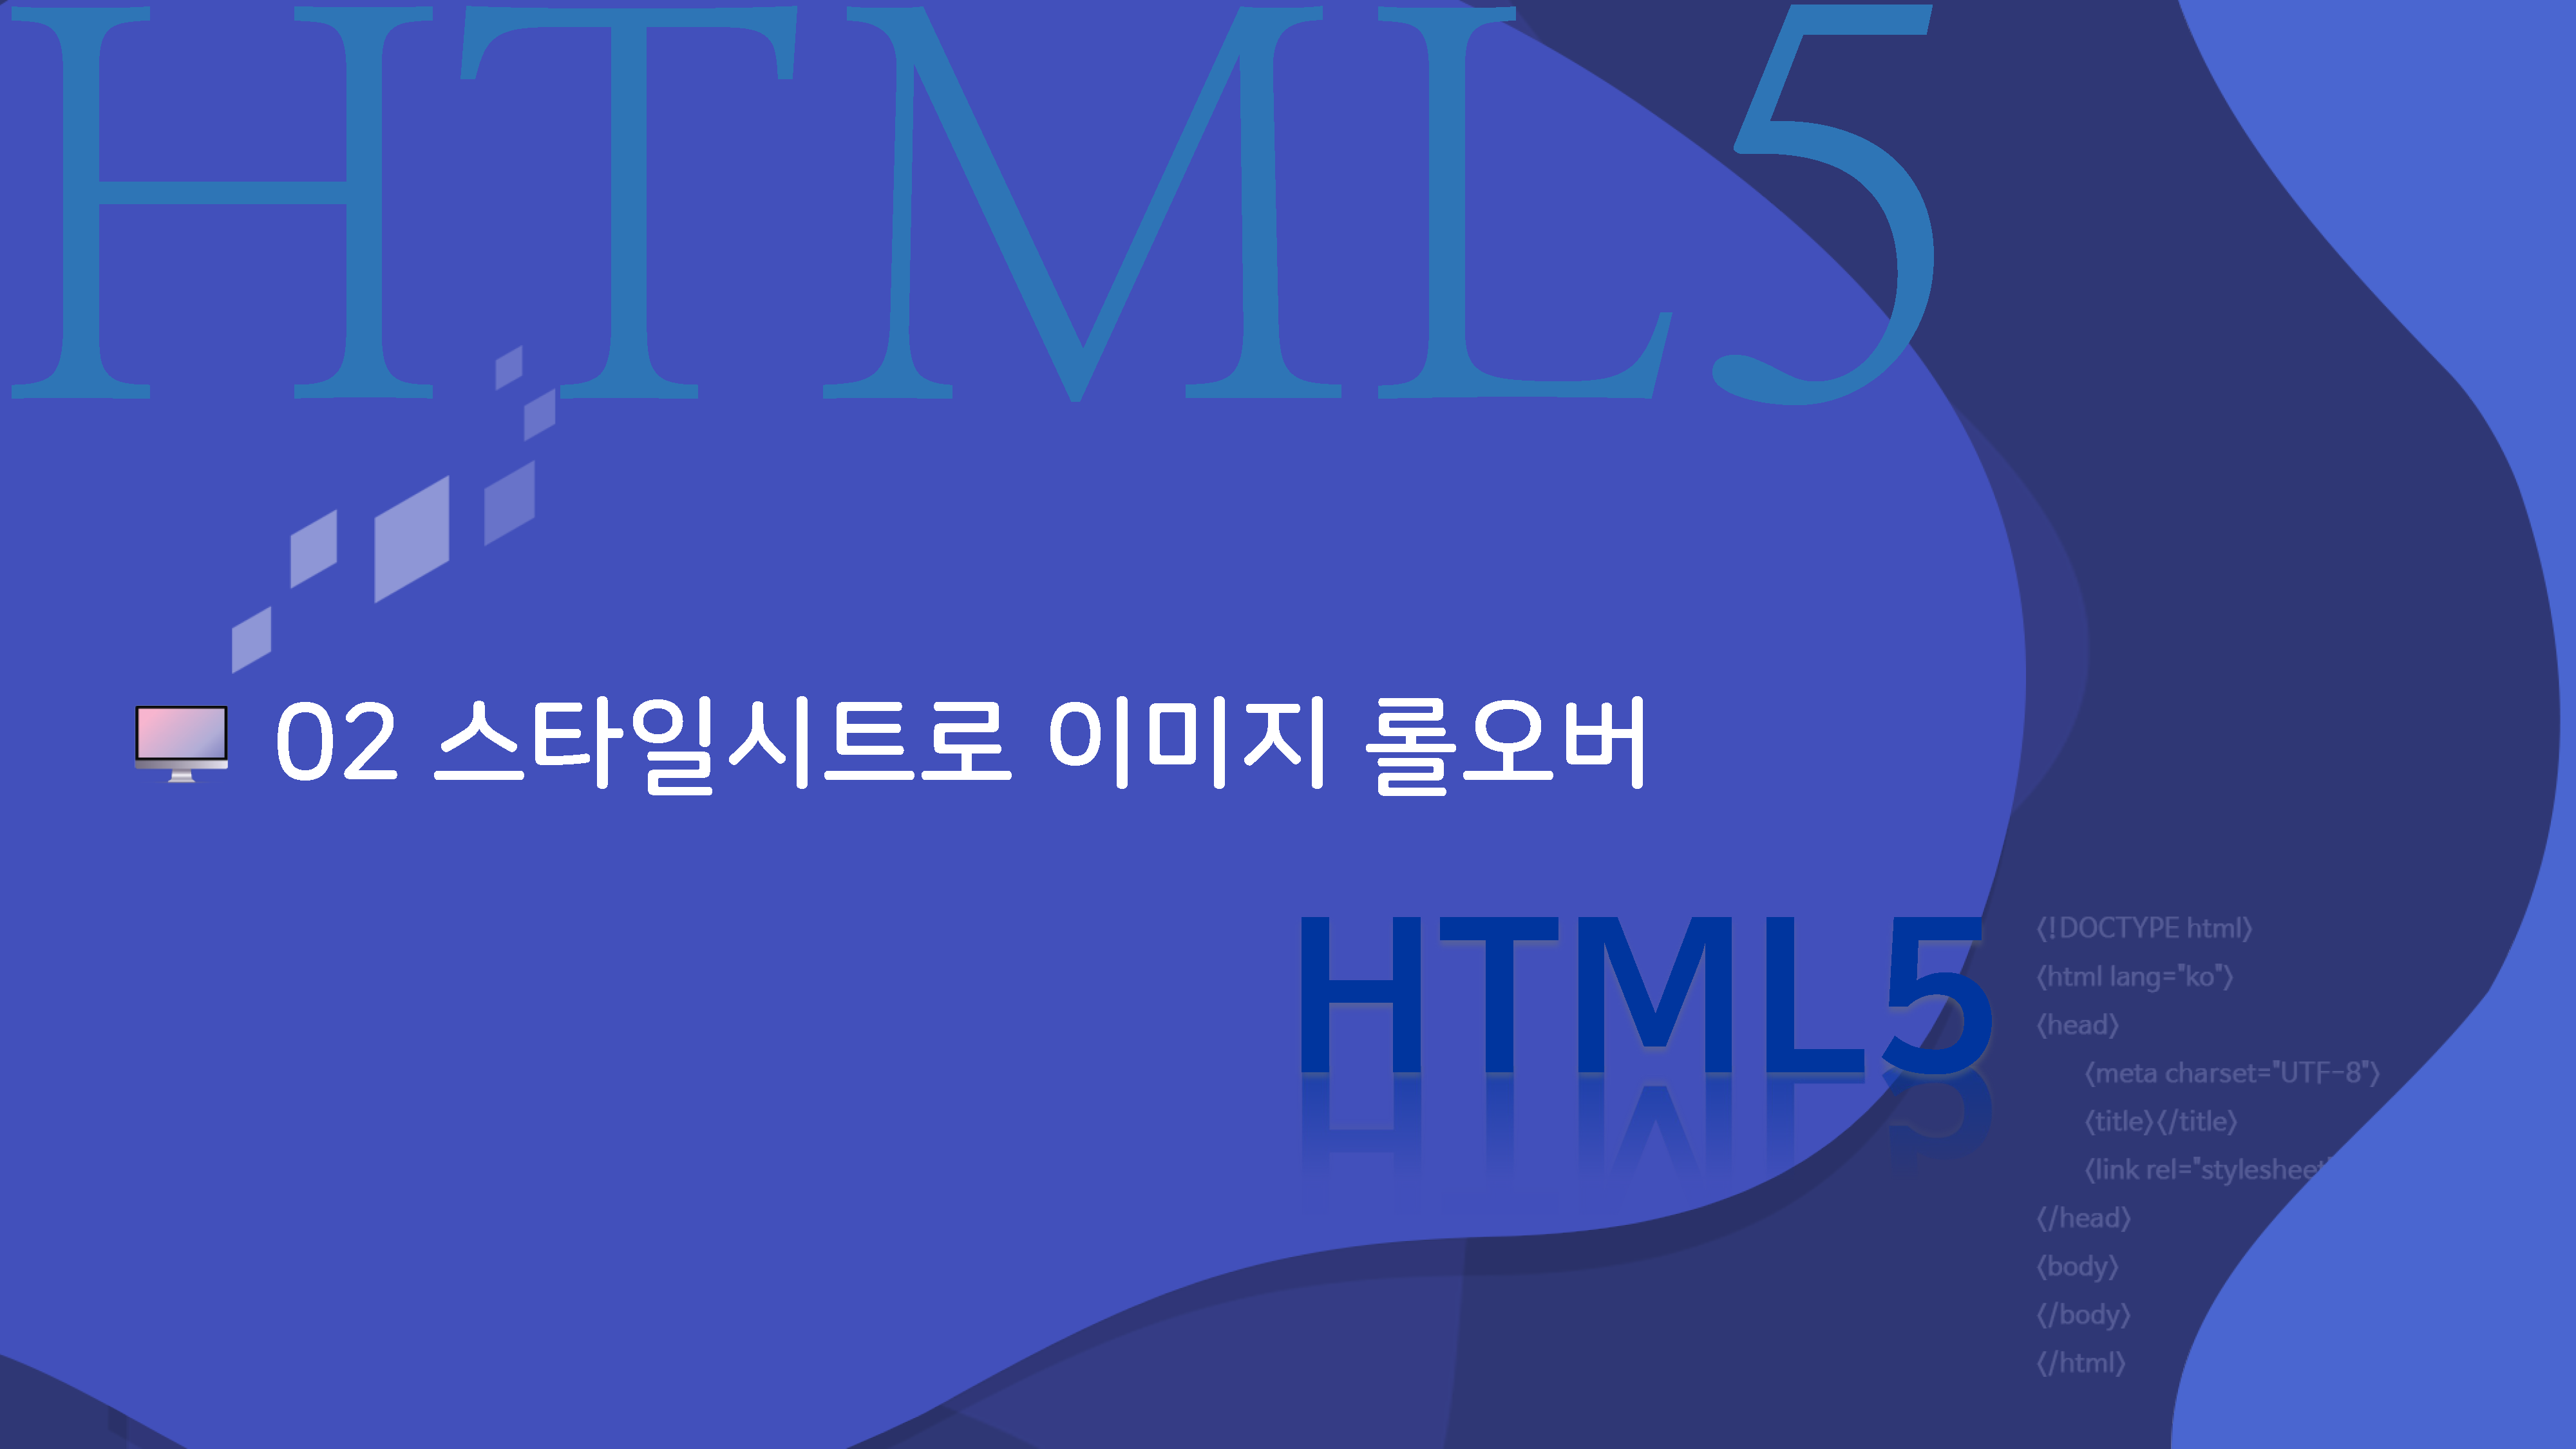 HTML5
02 스타일시트로 이미지 롤오버
HTML5
<!DOCTYPE html>
<html lang="ko">
<head>
<meta charset="UTF-8">
<title></title>
<link rel="stylesheet"
</head>
<body>
</body>
</html>